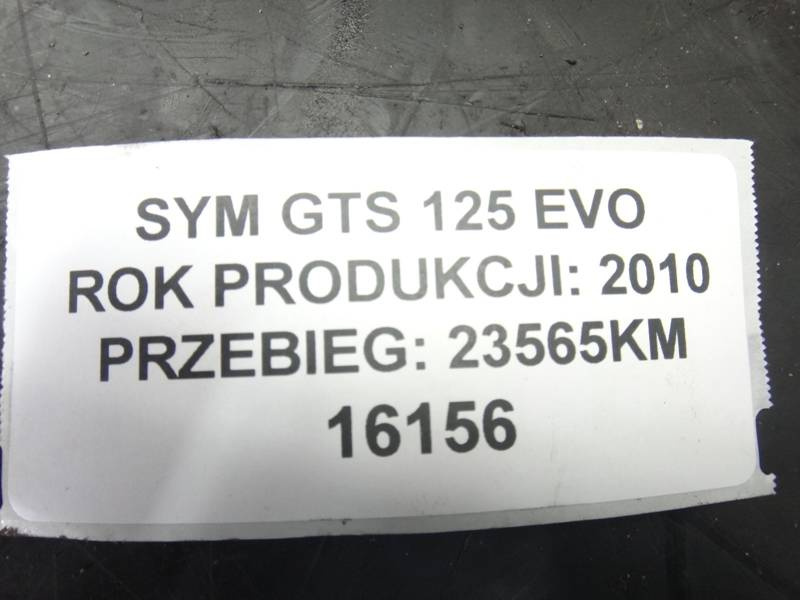 SYM GTS 125 EVO
ROK PRODUKCJI: 2010
PRZEBIEG: 23565KM
16156